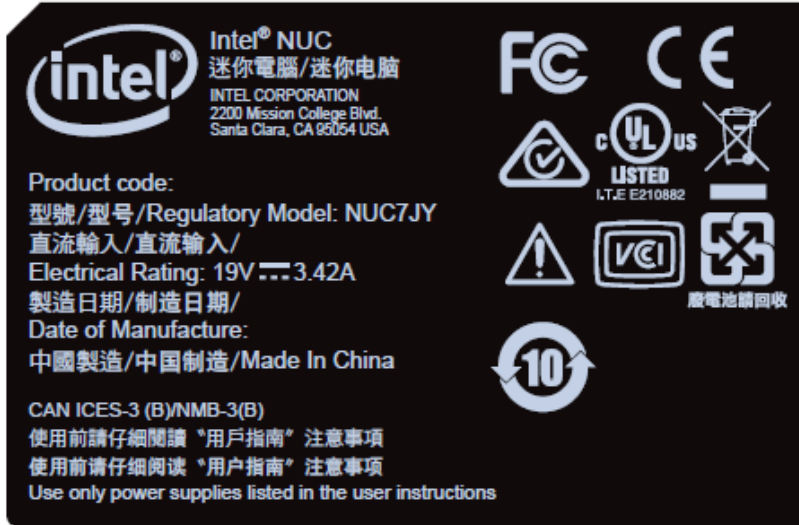 intel®
Intel® NUC
迷你電腦/迷你电脑
INTEL CORPORATION
2200 Mission College Blvd.
Santa Clara, CA 95054 USA
FC
CE
C UL US
LISTED
I.T.E E210882
Product code:
型號/型号/Regulatory Model: NUC7JY
直流輸入/直流输入/
Electrical Rating: 19V ⎓ 3.42A
製造日期/制造日期/
Date of Manufacture:
中國製造/中国制造/Made In China
VCI
廢電池請回收
10
CAN ICES-3 (B)/NMB-3(B)
使用前請仔細閱讀“用戶指南”注意事項
使用前请仔细阅读“用户指南”注意事项
Use only power supplies listed in the user instructions